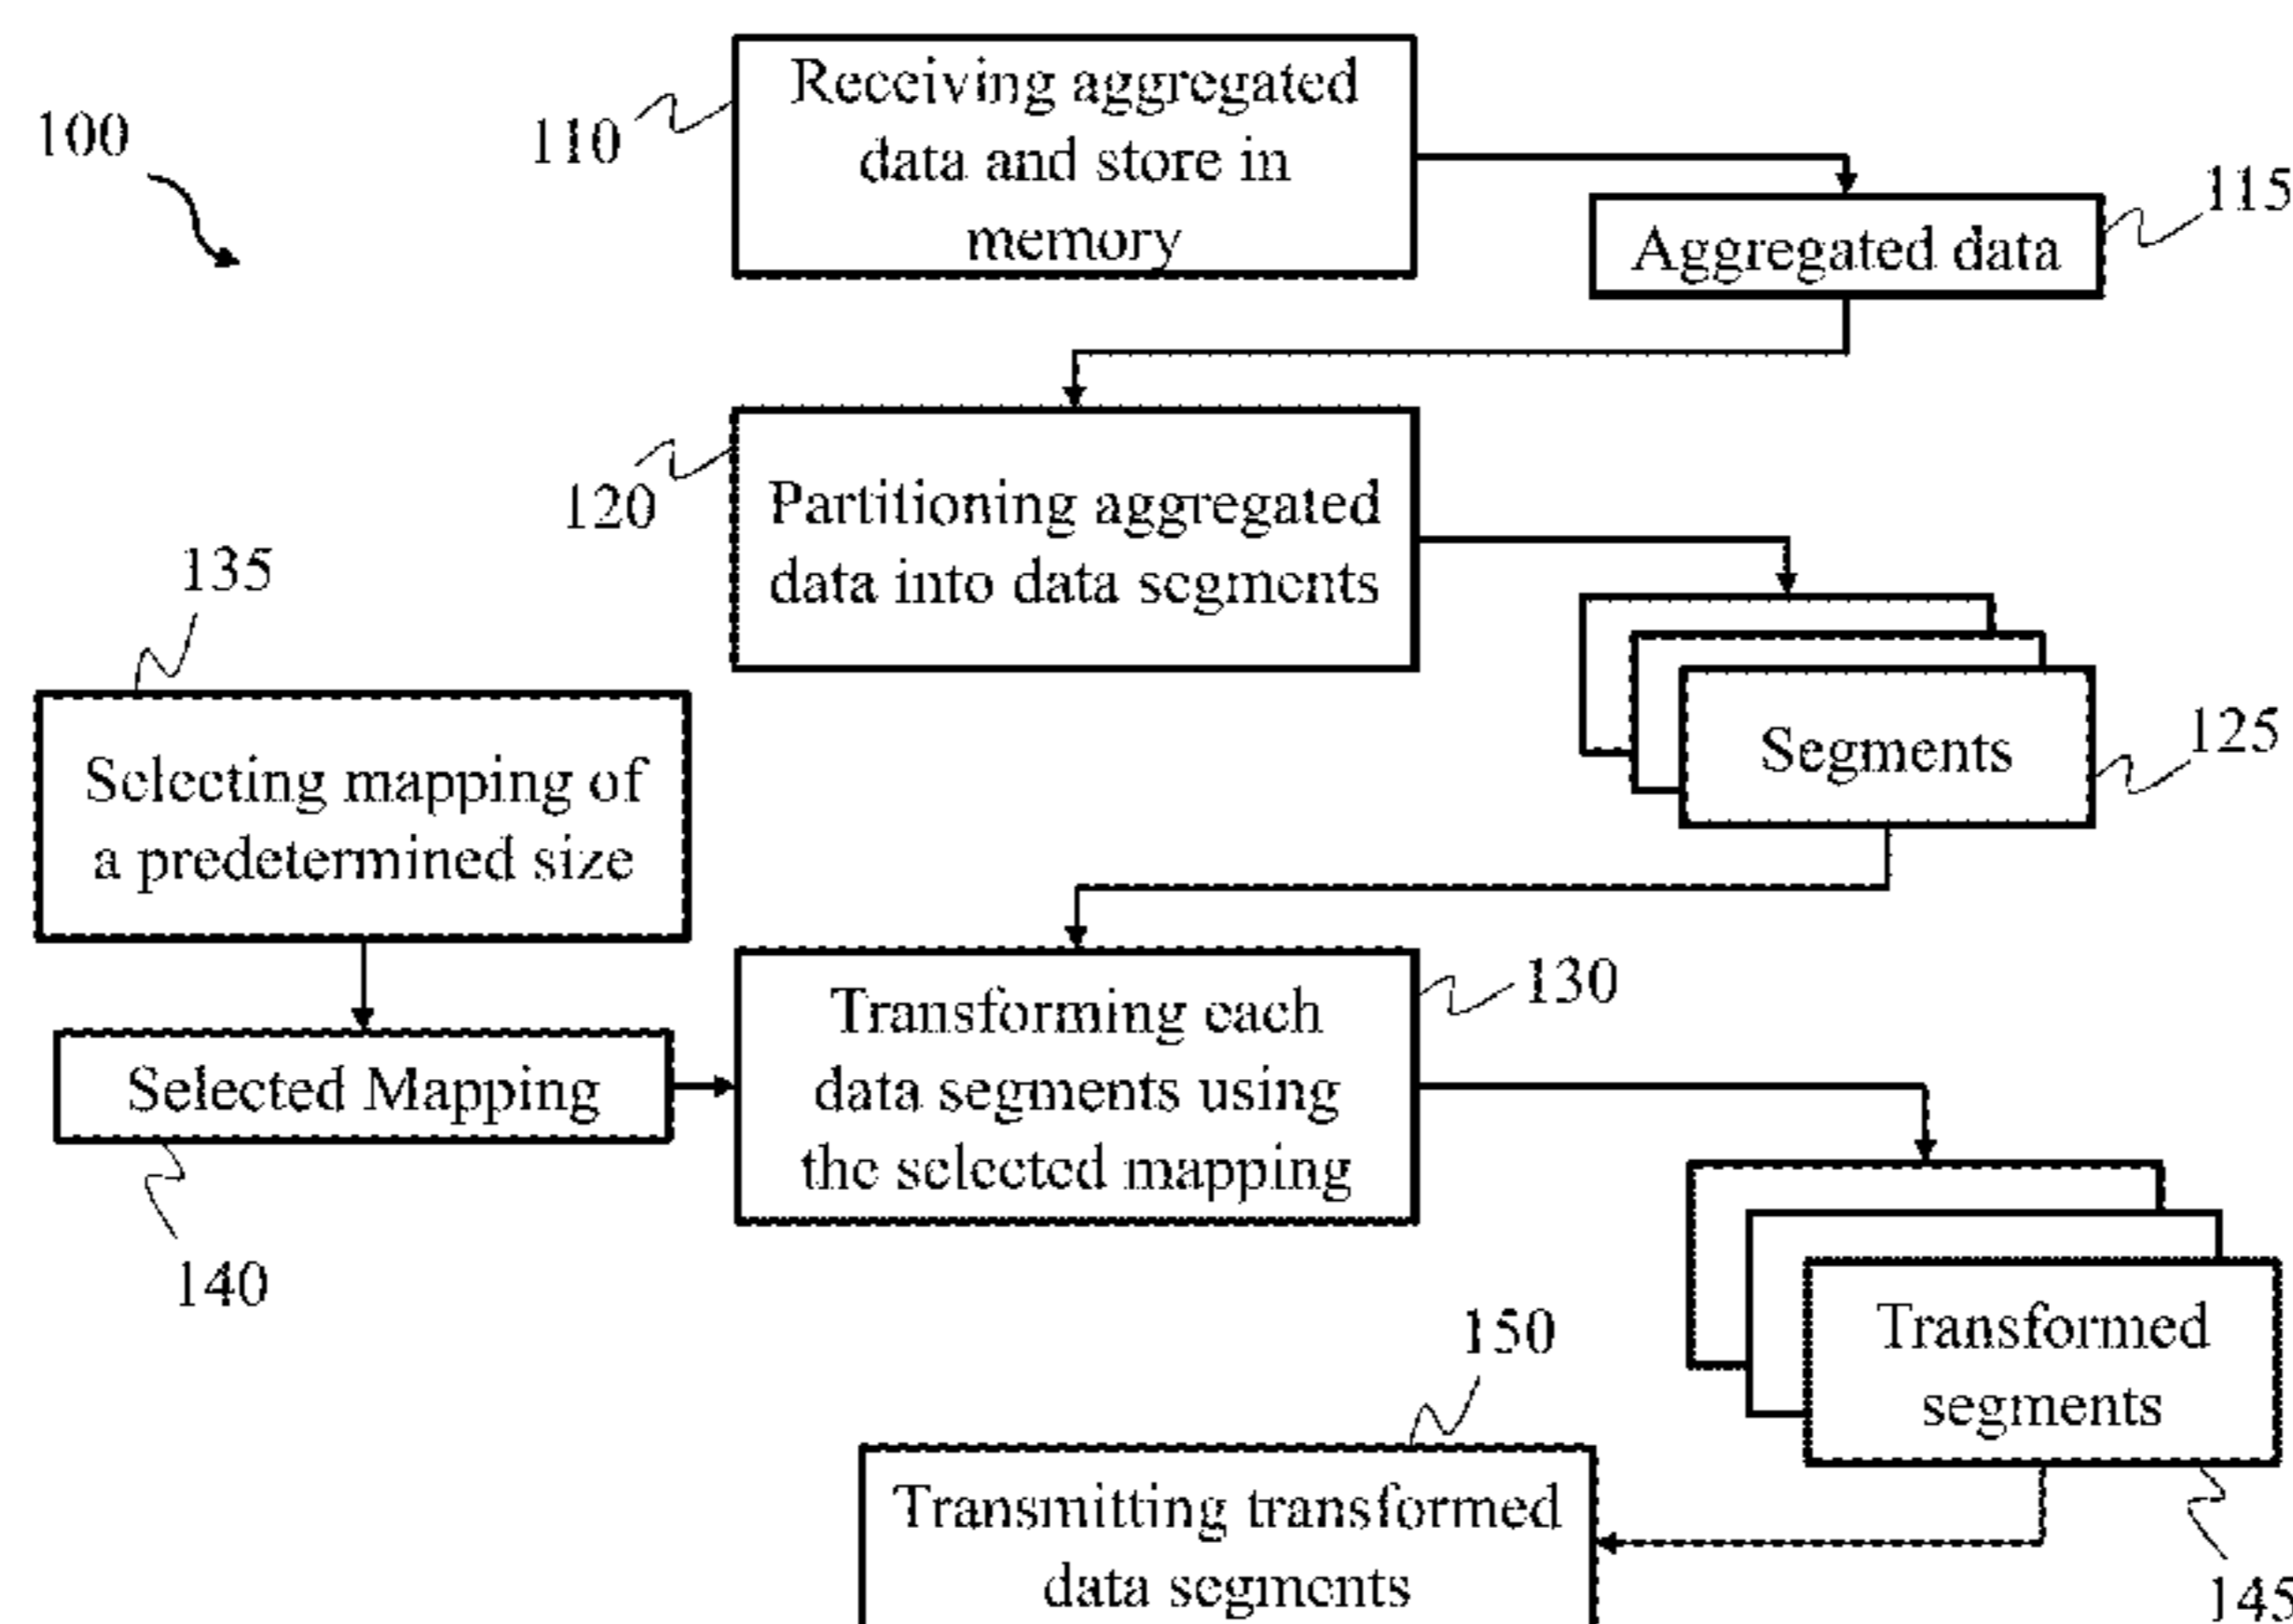 100
110
Receiving aggregated
data and store in
memory
115
Aggregated data
120
Partitioning aggregated
data into data segments
135
Selecting mapping of
a predetermined size
Segments
125
Selected Mapping
140
Transforming each
data segments using
the selected mapping
130
Transformed
segments
145
150
Transmitting transformed
data segments